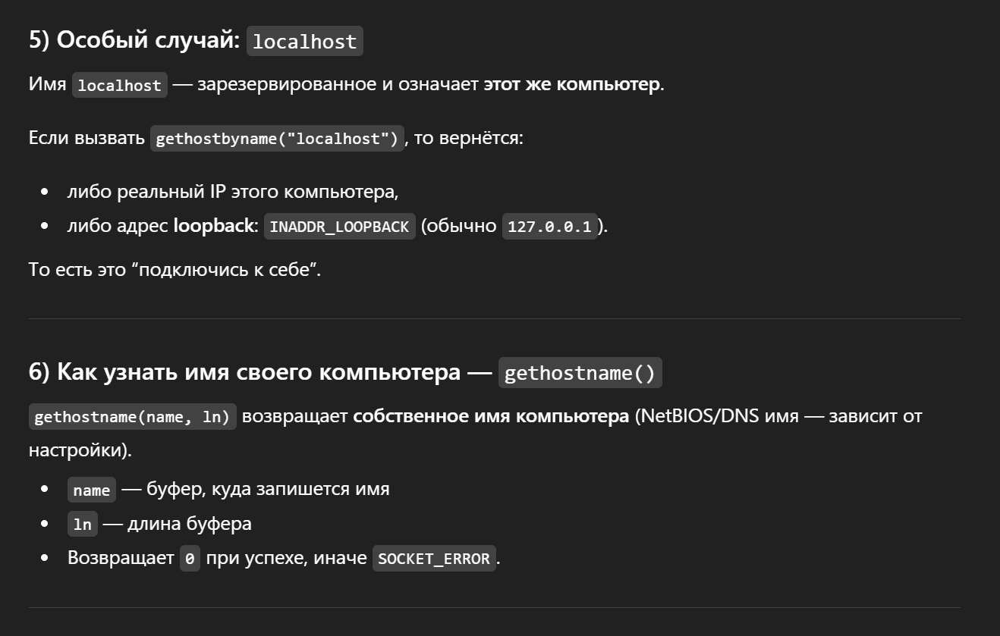 5) Особый случай: localhost
Имя localhost — зарезервированное и означает этот же компьютер.
Если вызвать gethostbyname("localhost"), то вернётся:
• либо реальный IP этого компьютера,
• либо адрес loopback: INADDR_LOOPBACK (обычно 127.0.0.1).
То есть это “подключись к себе”.
6) Как узнать имя своего компьютера — gethostname()
gethostname(name, ln) возвращает собственное имя компьютера (NetBIOS/DNS имя — зависит от
настройки).
• name — буфер, куда запишется имя
• ln — длина буфера
• Возвращает 0 при успехе, иначе SOCKET_ERROR.